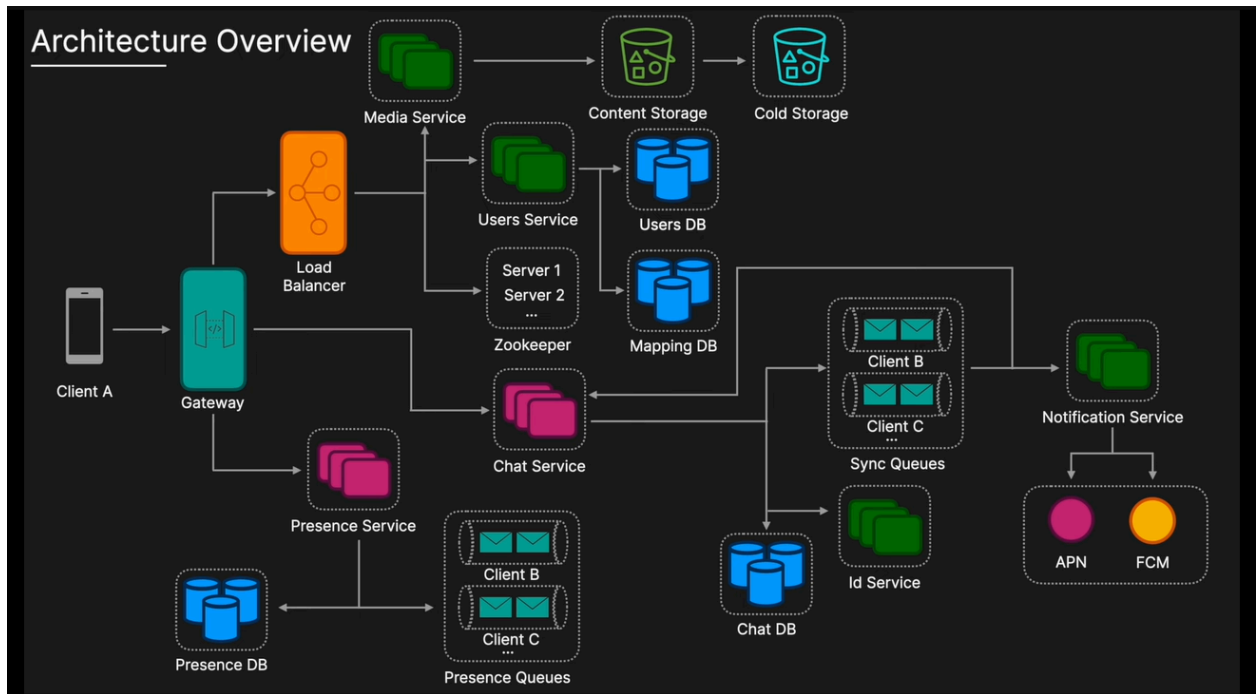 Architecture Overview
Media Service
Content Storage
Cold Storage
Users Service
Users DB
Load
Balancer
Server 1
Server 2
...
Zookeeper
Mapping DB
Client A
</>
Gateway
Client B
Client C
...
Sync Queues
Notification Service
Chat Service
Presence Service
Client B
Client C
...
Presence Queues
Id Service
APN
FCM
Chat DB
Presence DB